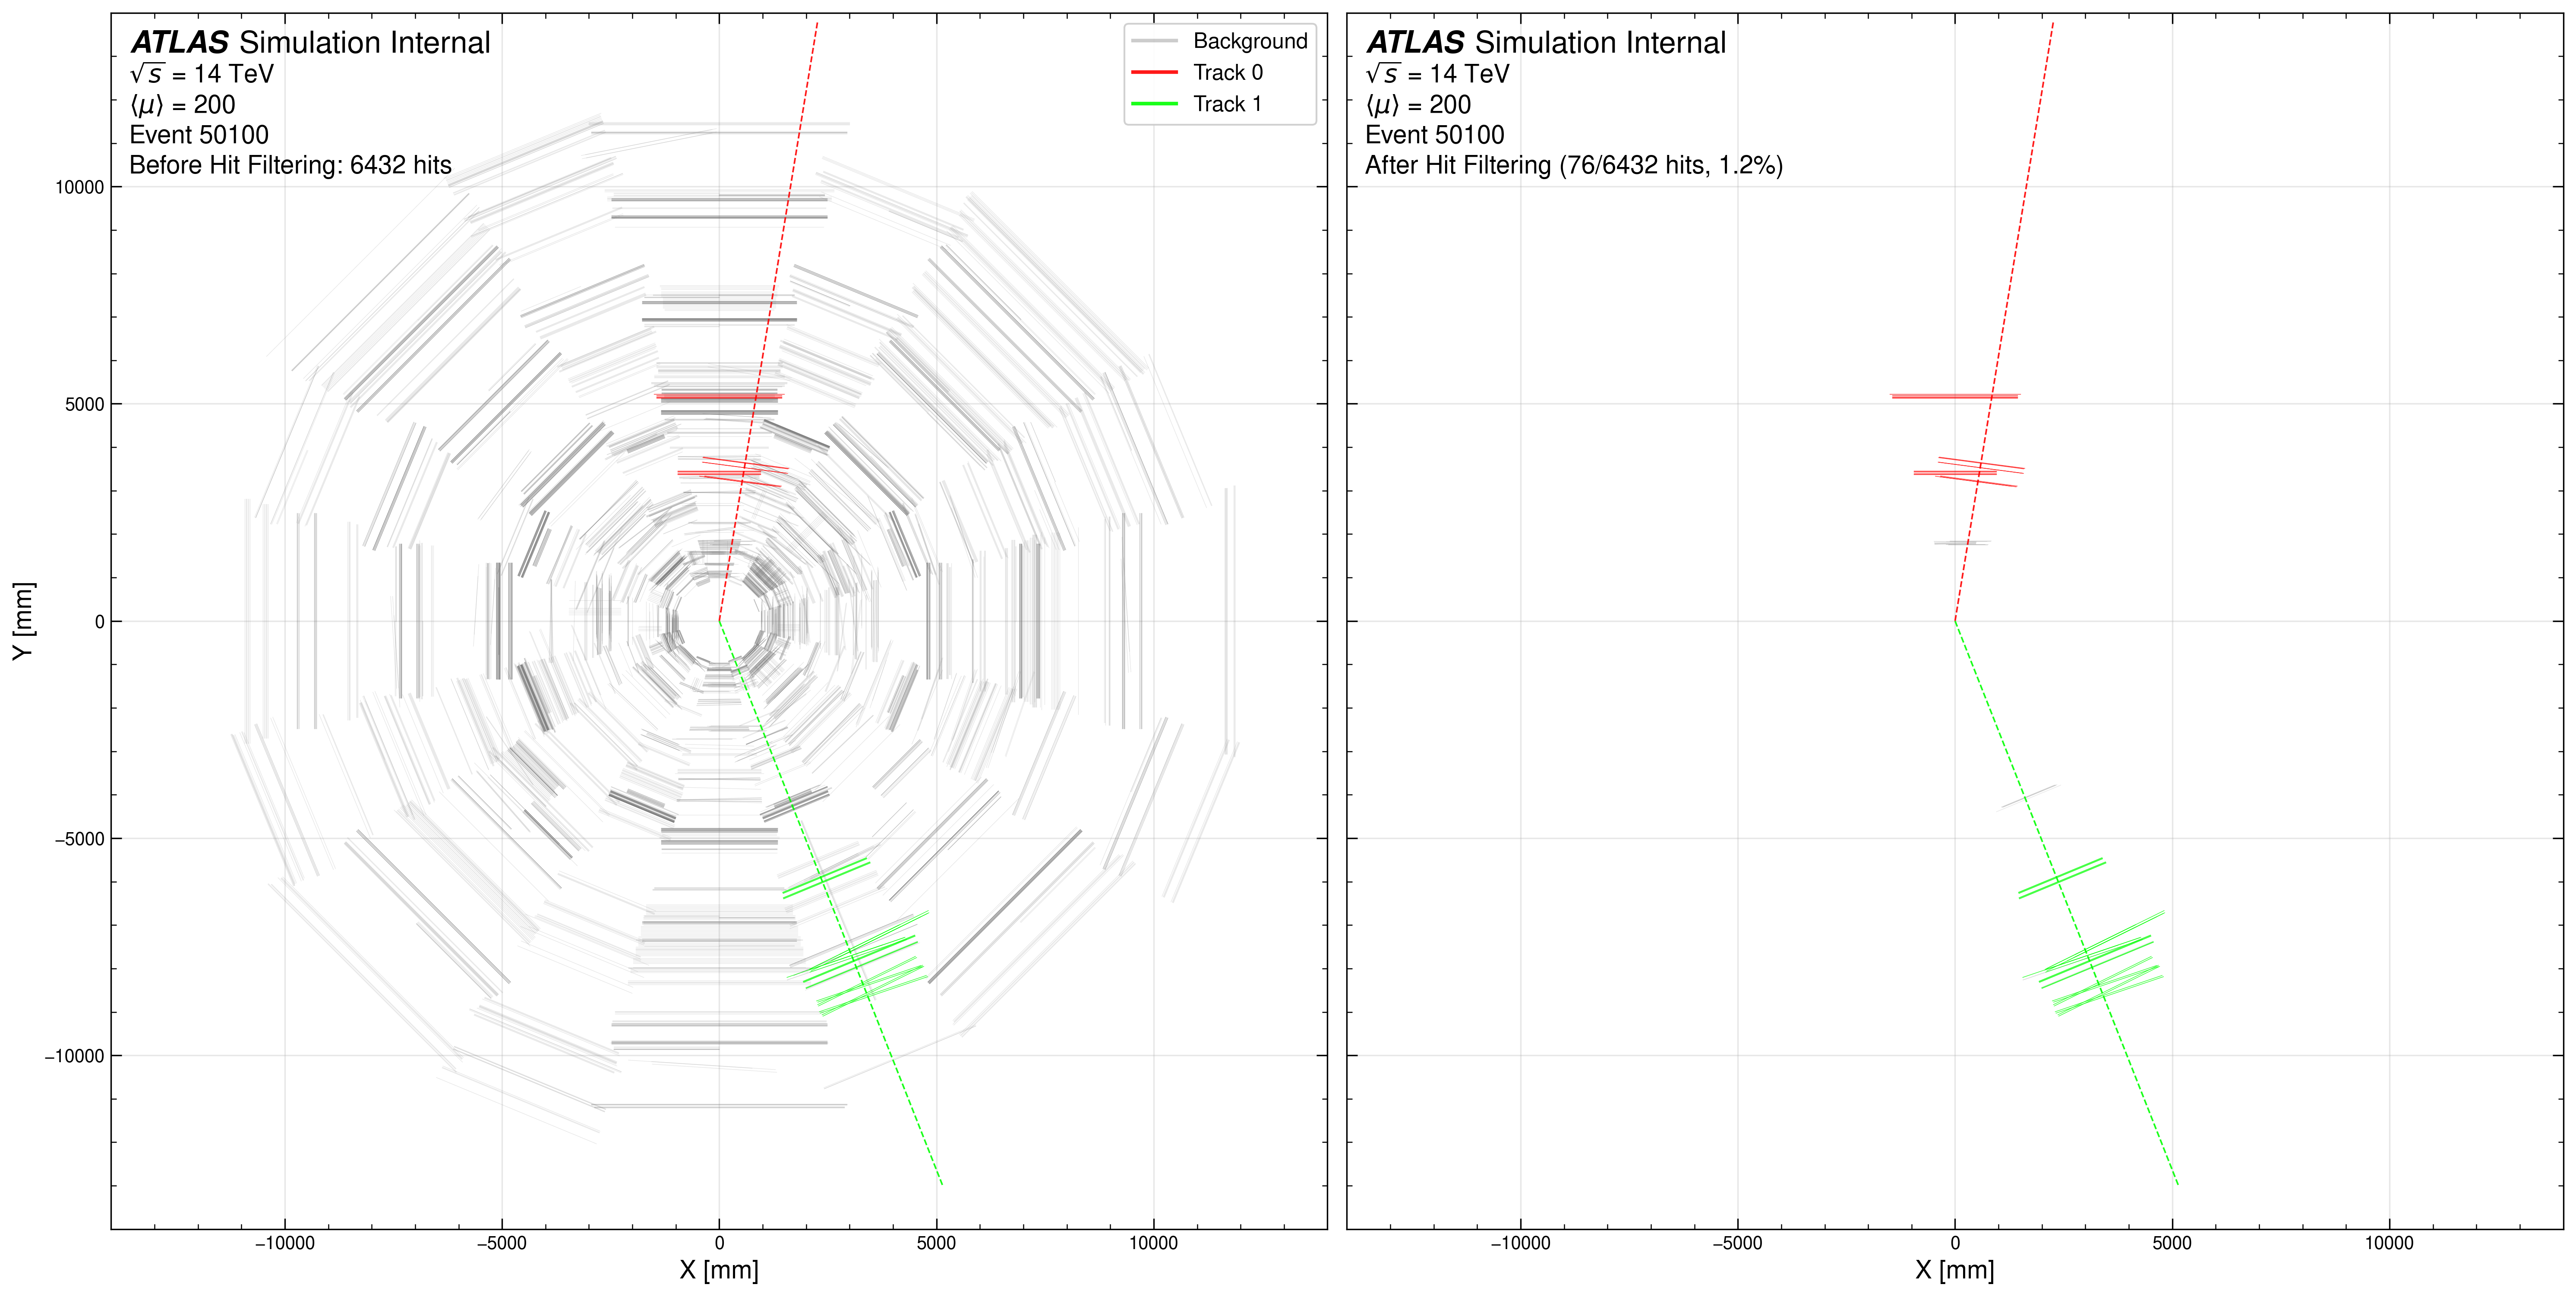 ATLAS Simulation Internal
√s = 14 TeV
⟨μ⟩ = 200
Event 50100
Before Hit Filtering: 6432 hits
Background
Track 0
Track 1
10000
5000
0
−5000
−10000
Y [mm]
−10000
−5000
0
5000
10000
X [mm]
ATLAS Simulation Internal
√s = 14 TeV
⟨μ⟩ = 200
Event 50100
After Hit Filtering (76/6432 hits, 1.2%)
−10000
−5000
0
5000
10000
X [mm]